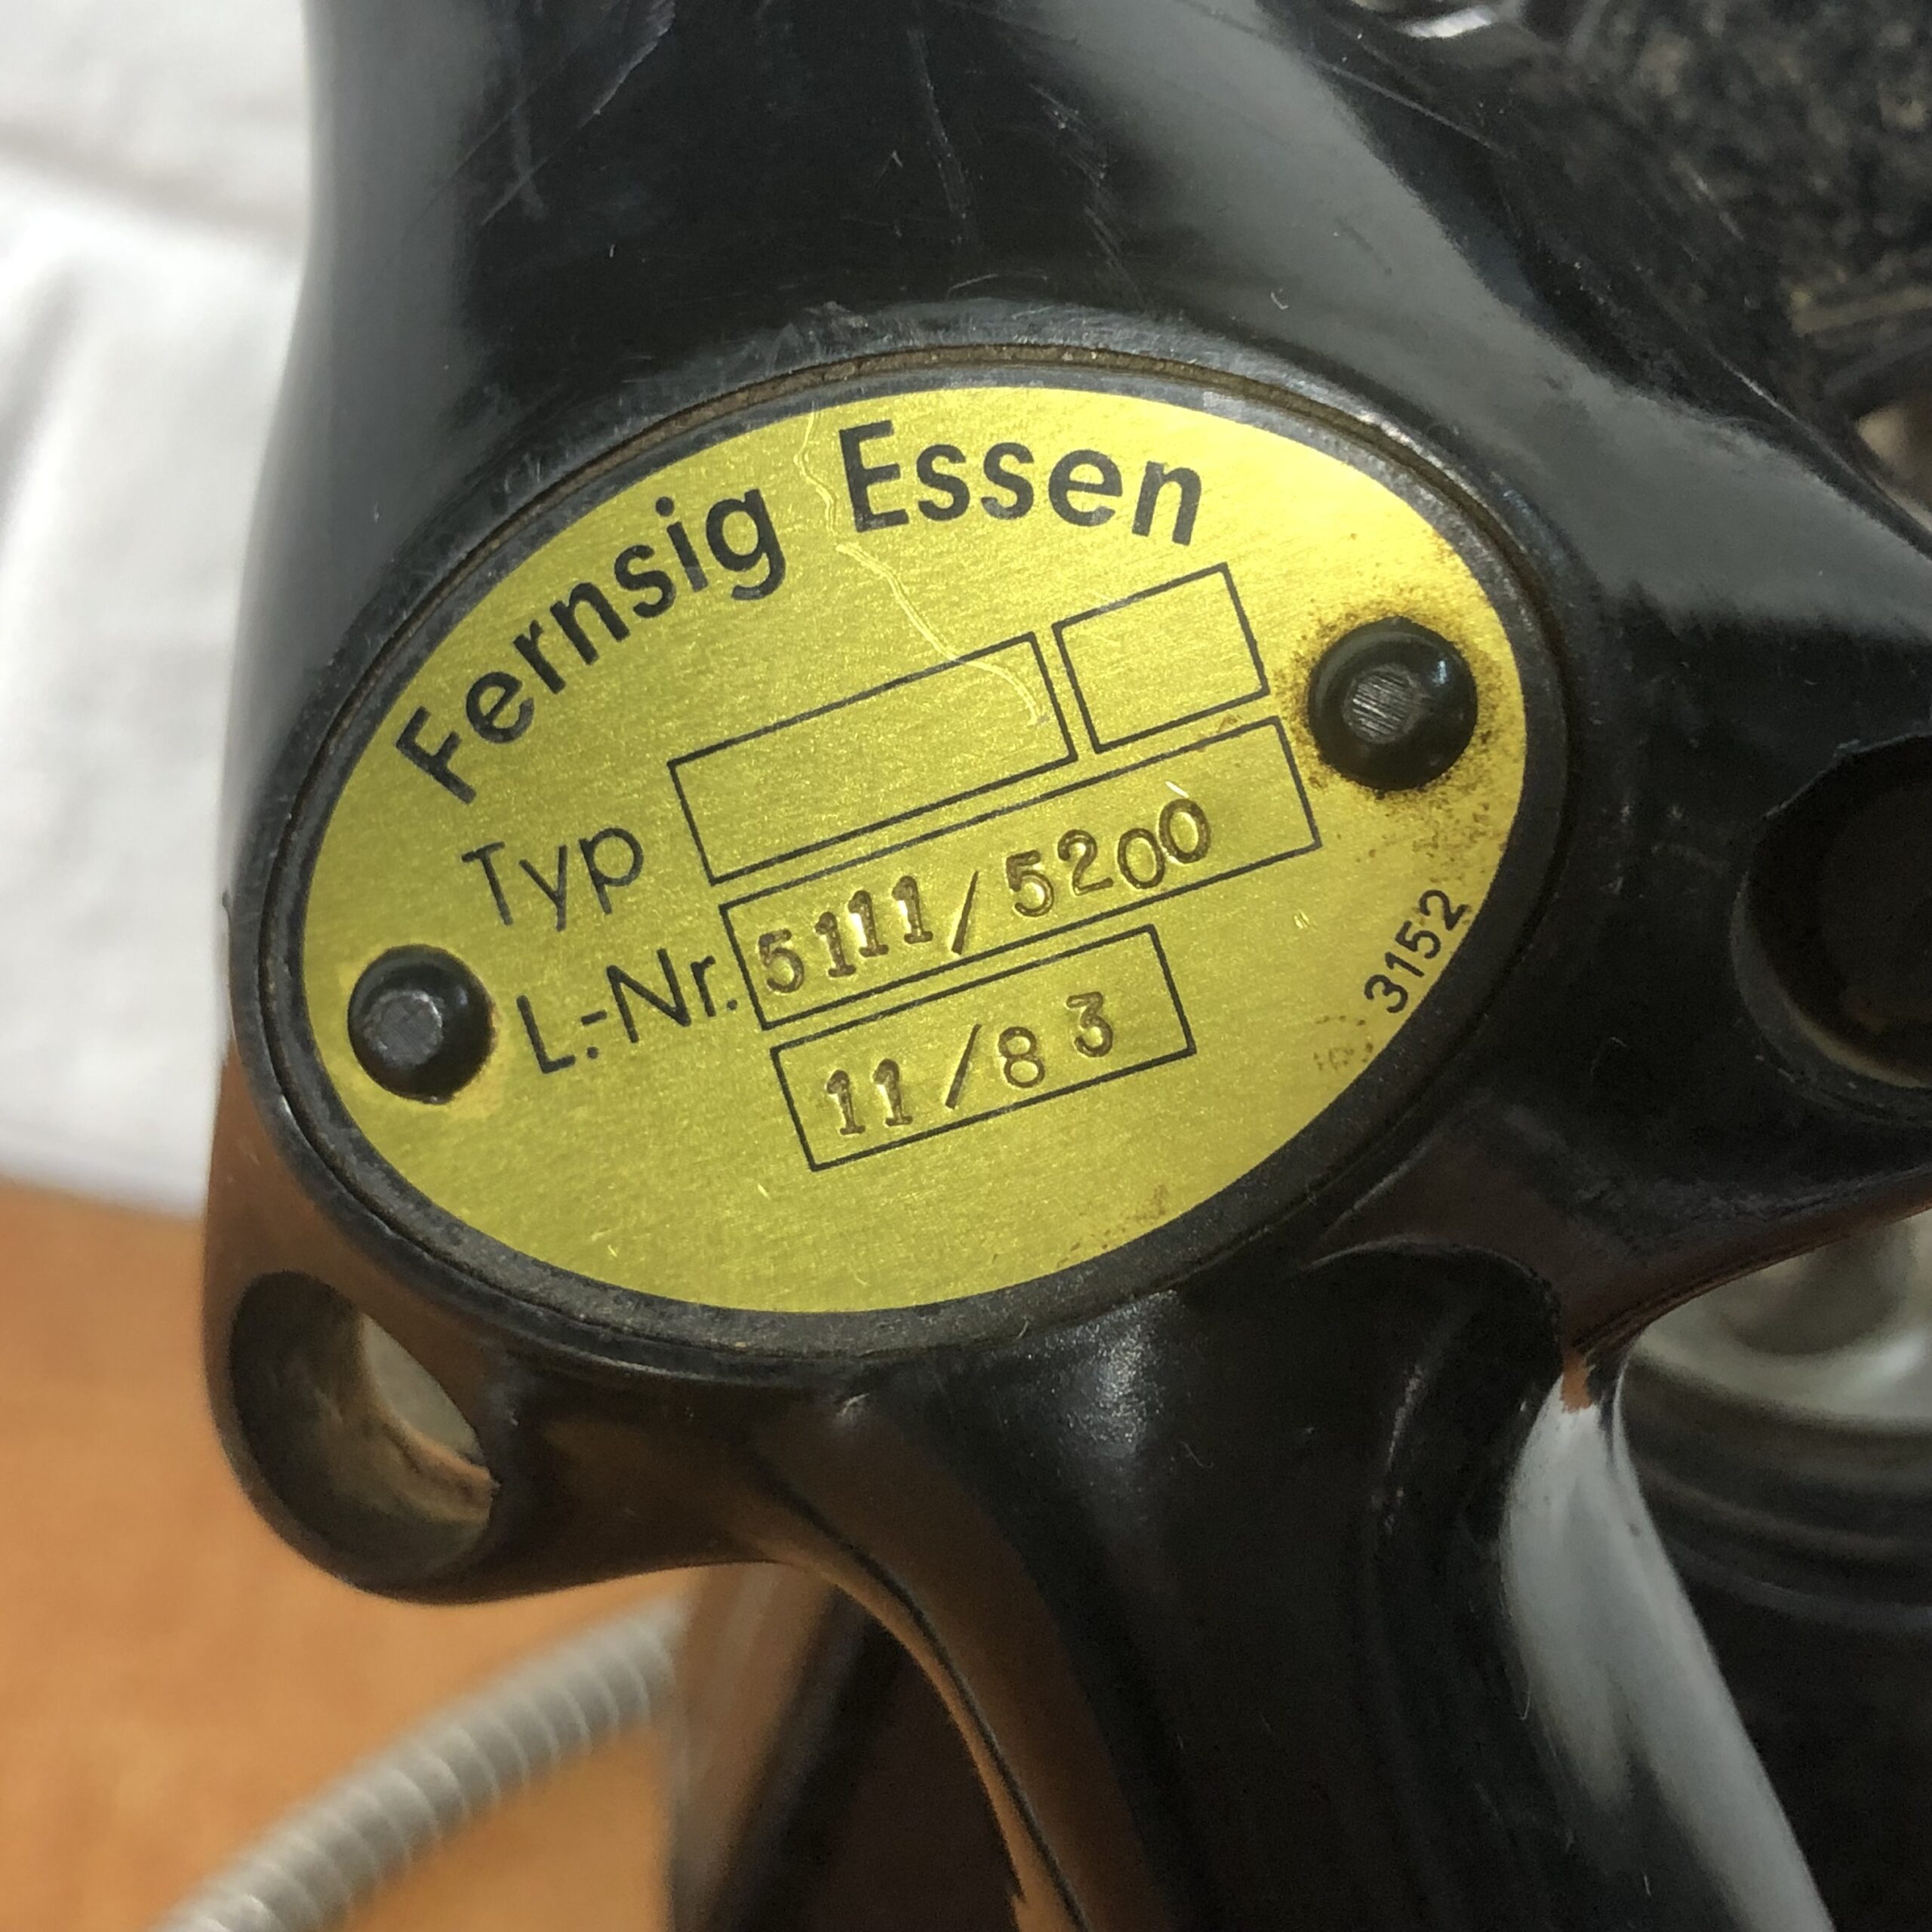 Fernsig Essen
Typ
L.-Nr. 5111/5200
11/83
3152